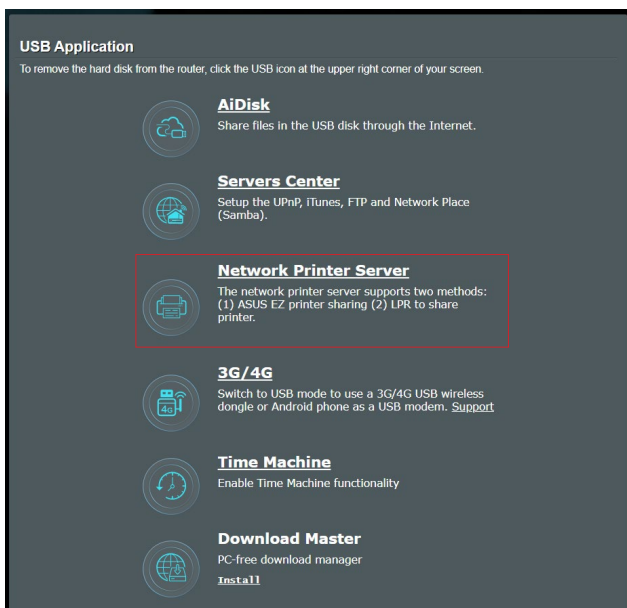 USB Application
To remove the hard disk from the router, click the USB icon at the upper right corner of your screen.
AiDisk
Share files in the USB disk through the Internet.
Servers Center
Setup the UPnP, iTunes, FTP and Network Place
(Samba).
Network Printer Server
The network printer server supports two methods:
(1) ASUS EZ printer sharing (2) LPR to share
printer.
3G/4G
Switch to USB mode to use a 3G/4G USB wireless
dongle or Android phone as a USB modem. Support
4G
Time Machine
Enable Time Machine functionality
Download Master
PC-free download manager
Install